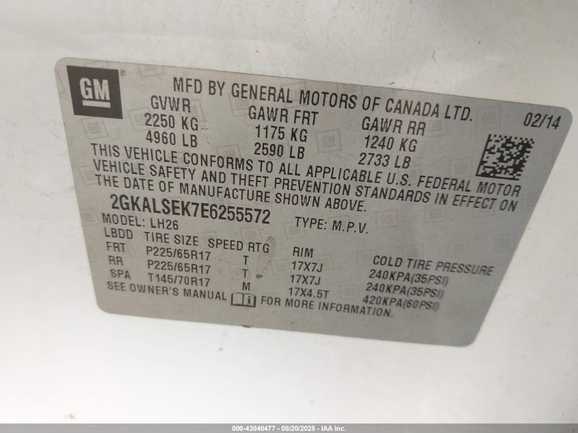 GM
MFD BY GENERAL MOTORS OF CANADA LTD.
02/14
GVWR GAWR FRT GAWR RR
2250 KG 1175 KG 1240 KG
4960 LB 2590 LB 2733 LB
THIS VEHICLE CONFORMS TO ALL APPLICABLE U.S. FEDERAL MOTOR
VEHICLE SAFETY AND THEFT PREVENTION STANDARDS IN EFFECT ON
THE DATE OF MANUFACTURE SHOWN ABOVE.
2GKALSEK7E6255572 TYPE: M.P.V.
MODEL: LH26
LBDD TIRE SIZE SPEED RTG RIM COLD TIRE PRESSURE
FRT P225/65R17 T 17X7J 240KPA(35PSI)
RR P225/65R17 T 17X7J 240KPA(35PSI)
SPA T145/70R17 M 17X4.5T 420KPA(60PSI)
SEE OWNER'S MANUAL FOR MORE INFORMATION.
000-43040477 | 08/20/2025 | IAA Inc.